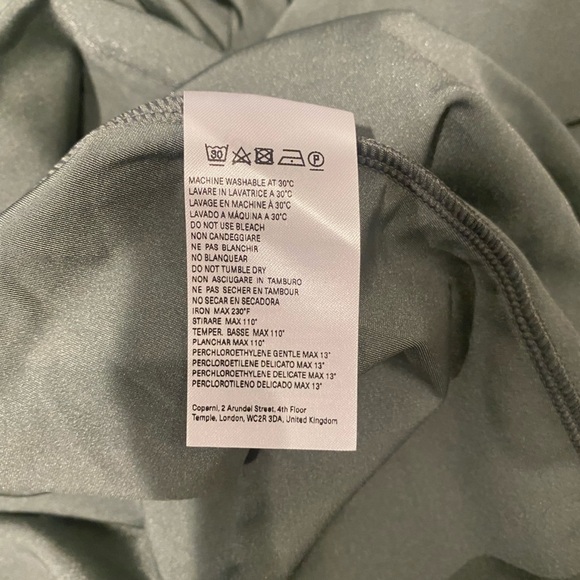 30 P
MACHINE WASHABLE AT 30°C
LAVARE IN LAVATRICE A 30°C
LAVAGE EN MACHINE À 30°C
LAVADO A MÁQUINA A 30°C
DO NOT USE BLEACH
NON CANDEGGIARE
NE PAS BLANCHIR
NO BLANQUEAR
DO NOT TUMBLE DRY
NON ASCIUGARE IN TAMBURO
NE PAS SECHER EN TAMBOUR
NO SECAR EN SECADORA
IRON MAX 230°F
STIRARE MAX 110°
TEMPER. BASSE MAX 110°
PLANCHAR MAX 110°
PERCHLOROETHYLENE GENTLE MAX 13°
PERCLOROETILENE DELICATO MAX 13°
PERCHLOROETHYLEXE DELICATE MAX 13°
PERCLOROTILENO DELICADO MAX 13°
Coperni, 2 Arundel Street, 4th Floor
Temple, London, WC2R 3DA, United Kingdom